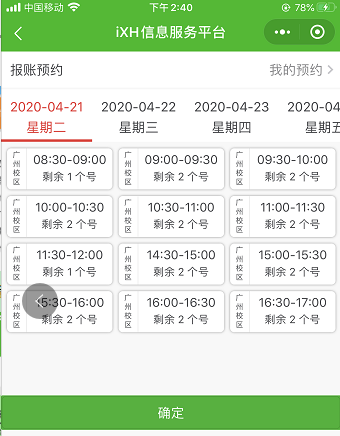 中国移动 下午 2:40 78%
iXH信息服务平台
报账预约 我的预约
2020-04-21 2020-04-22 2020-04-23 2020-04
星期二 星期三 星期四 星期五
广州校区 08:30-09:00 剩余 1 个号
广州校区 09:00-09:30 剩余 2 个号
广州校区 09:30-10:00 剩余 2 个号
广州校区 10:00-10:30 剩余 2 个号
广州校区 10:30-11:00 剩余 2 个号
广州校区 11:00-11:30 剩余 2 个号
广州校区 11:30-12:00 剩余 1 个号
广州校区 14:30-15:00 剩余 2 个号
广州校区 15:00-15:30 剩余 2 个号
广州校区 15:30-16:00 剩余 2 个号
广州校区 16:00-16:30 剩余 2 个号
广州校区 16:30-17:00 剩余 2 个号
确定